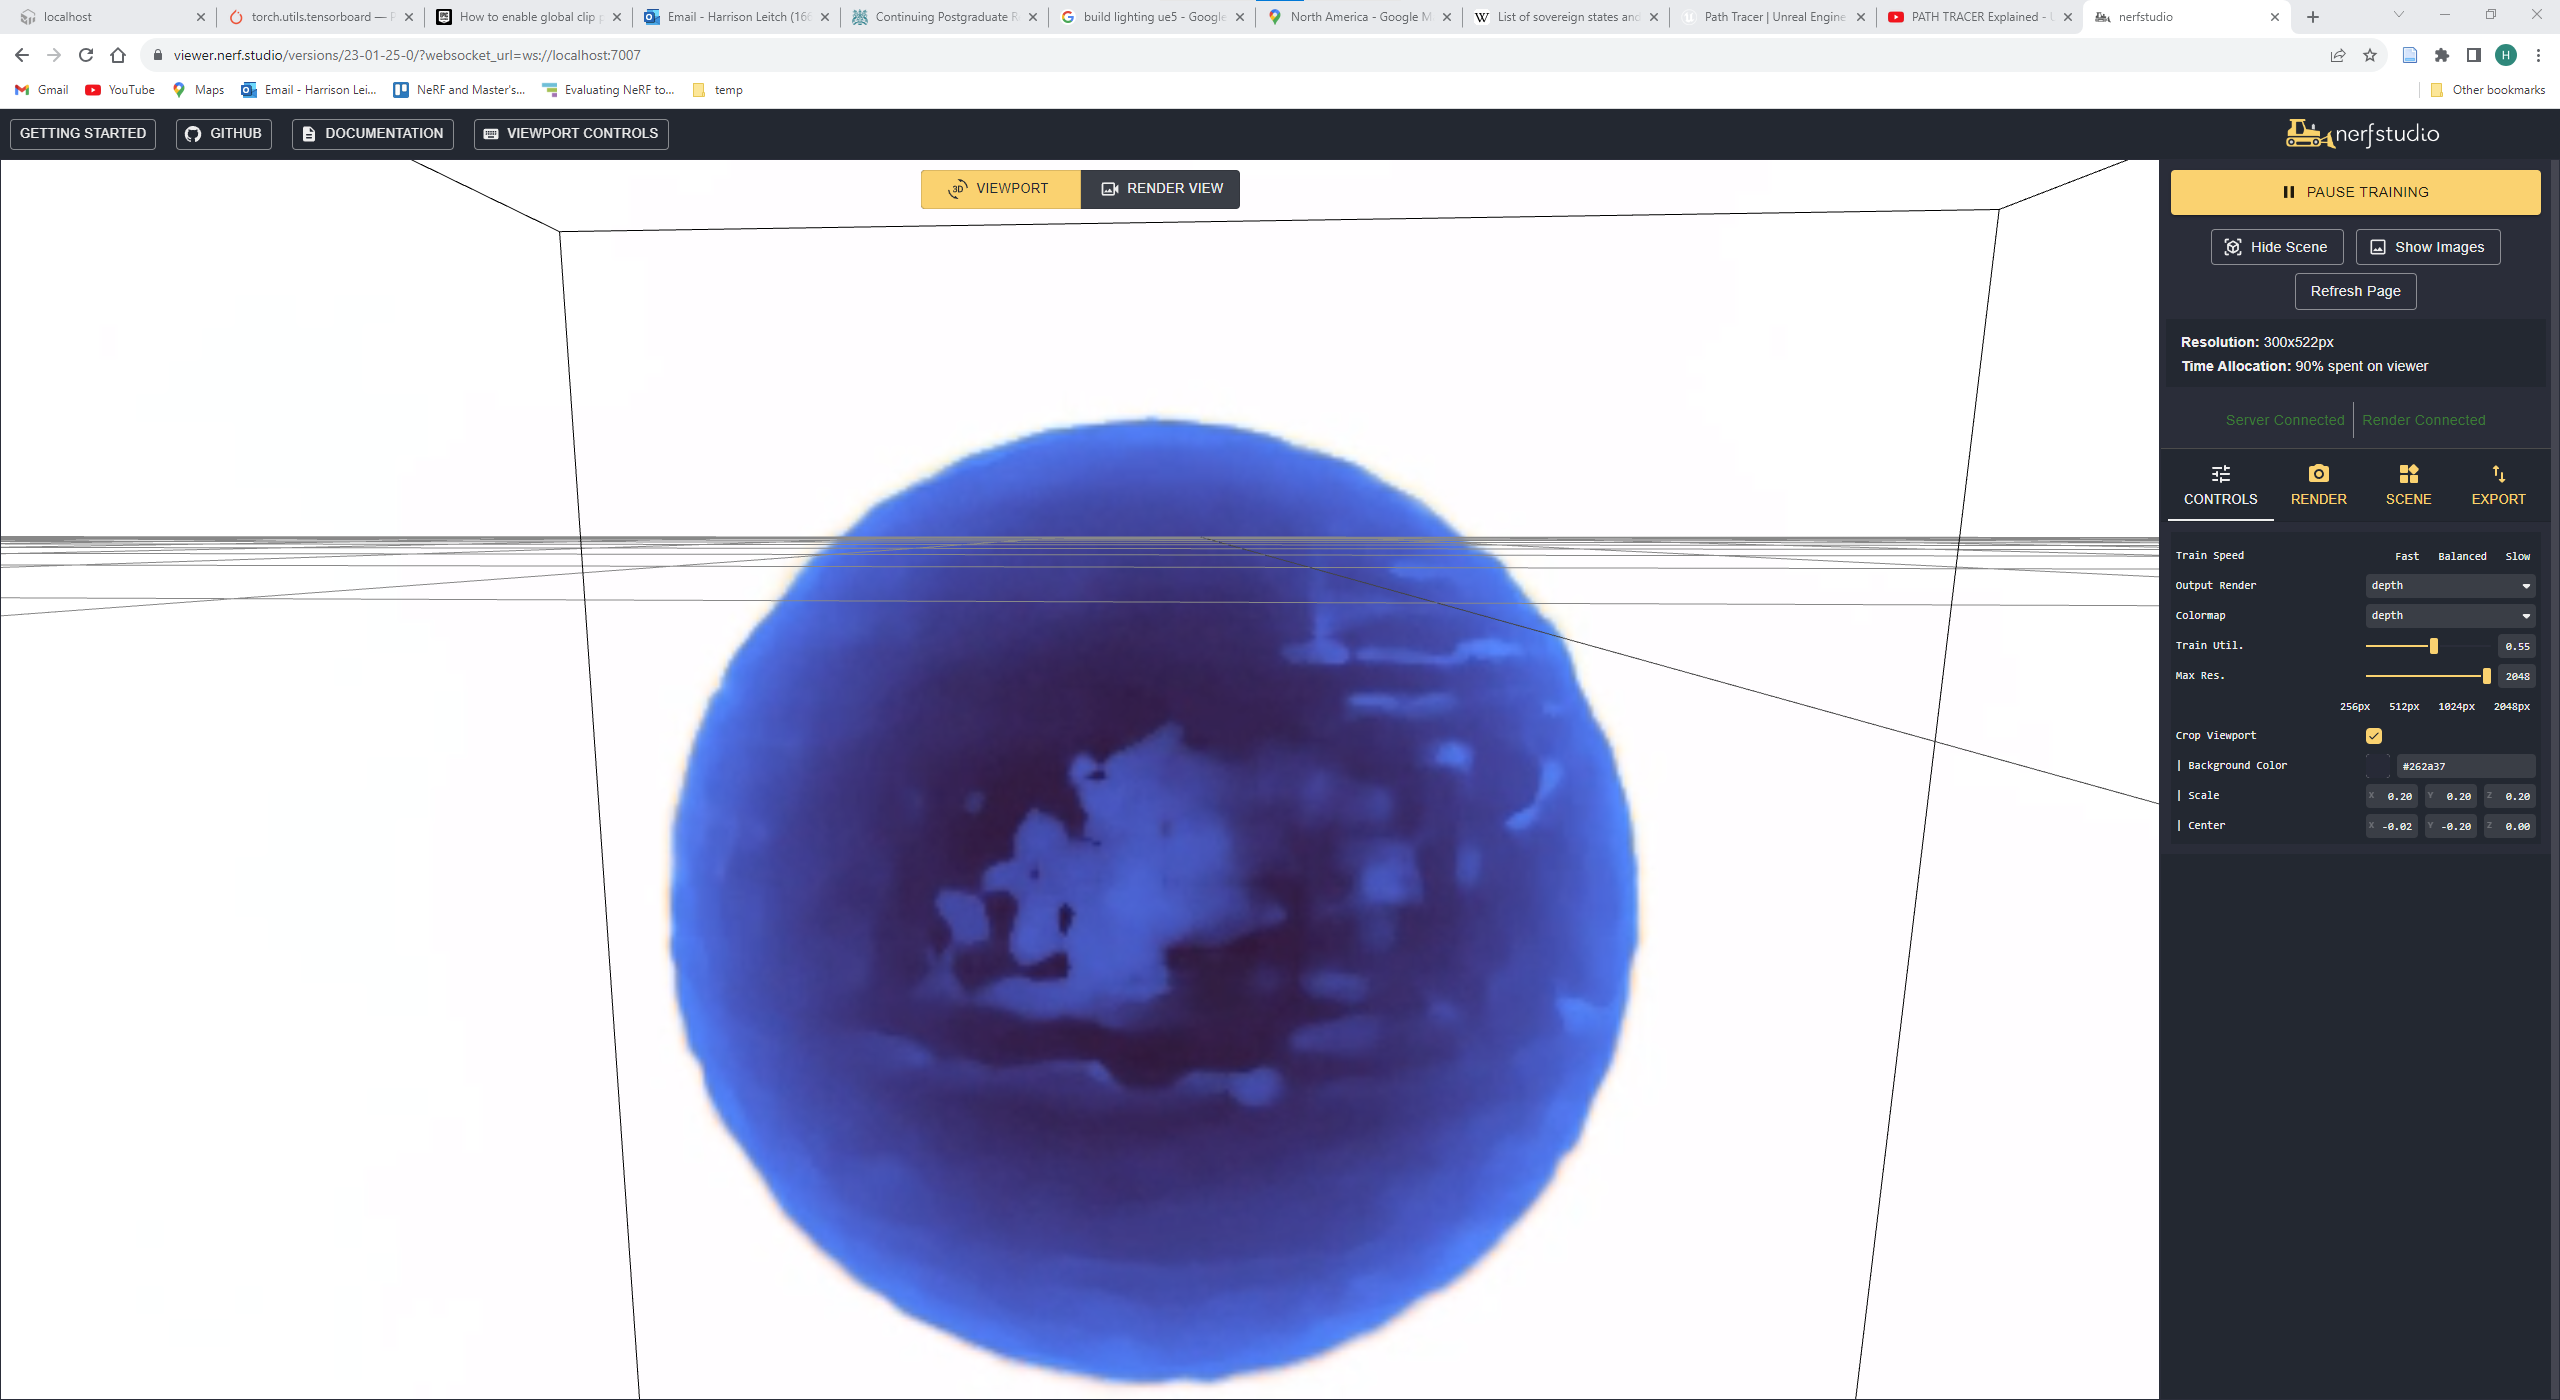 localhost
torch.utils.tensorboard — P
How to enable global clip p
Email - Harrison Leitch (16
Continuing Postgraduate R
build lighting ue5 - Google
North America - Google M
List of sovereign states and
Path Tracer | Unreal Engine
PATH TRACER Explained - U
nerfstudio
viewer.nerf.studio/versions/23-01-25-0/?websocket_url=ws://localhost:7007
H
Gmail
YouTube
Maps
Email - Harrison Lei...
NeRF and Master's...
Evaluating NeRF to...
temp
Other bookmarks
GETTING STARTED
GITHUB
DOCUMENTATION
VIEWPORT CONTROLS
nerfstudio
3D VIEWPORT
RENDER VIEW
PAUSE TRAINING
Hide Scene
Show Images
Refresh Page
Resolution: 300x522px
Time Allocation: 90% spent on viewer
Server Connected
Render Connected
CONTROLS
RENDER
SCENE
EXPORT
Train Speed Fast Balanced Slow
Output Render depth
Colormap depth
Train Util. 0.55
Max Res. 2048
256px 512px 1024px 2048px
Crop Viewport
| Background Color #262a37
| Scale X 0.20 Y 0.20 Z 0.20
| Center X -0.02 Y -0.20 Z 0.00